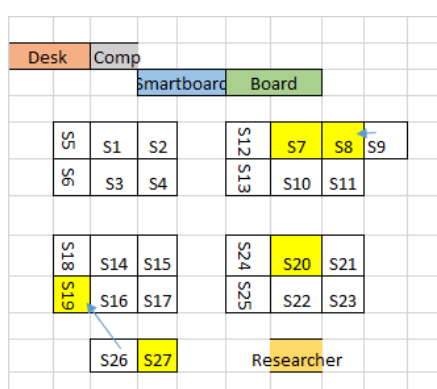 Desk Comp
Smartboard Board
S5 S1 S2 S12 S7 S8 S9
S6 S3 S4 S13 S10 S11
S18 S14 S15 S24 S20 S21
S19 S16 S17 S25 S22 S23
S26 S27 Researcher